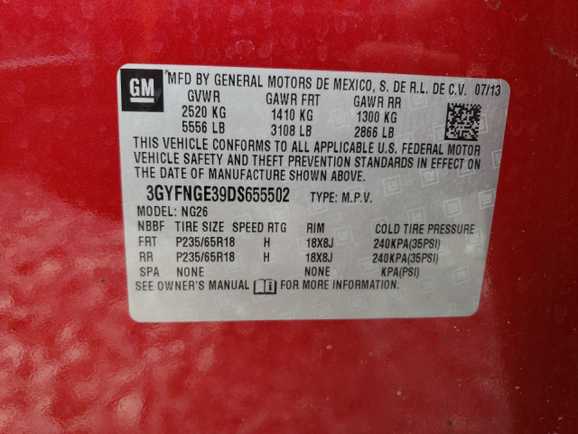 GM MFD BY GENERAL MOTORS DE MEXICO, S. DE R.L. DE C.V. 07/13
GVWR GAWR FRT GAWR RR
2520 KG 1410 KG 1300 KG
5556 LB 3108 LB 2866 LB
THIS VEHICLE CONFORMS TO ALL APPLICABLE U.S. FEDERAL MOTOR
VEHICLE SAFETY AND THEFT PREVENTION STANDARDS IN EFFECT ON
THE DATE OF MANUFACTURE SHOWN ABOVE.
3GYFNGE39DS655502 TYPE: M.P.V.
MODEL: NG26
NBBF TIRE SIZE SPEED RTG RIM COLD TIRE PRESSURE
FRT P235/65R18 H 18X8J 240KPA(35PSI)
RR P235/65R18 H 18X8J 240KPA(35PSI)
SPA NONE NONE KPA(PSI)
SEE OWNER'S MANUAL FOR MORE INFORMATION.